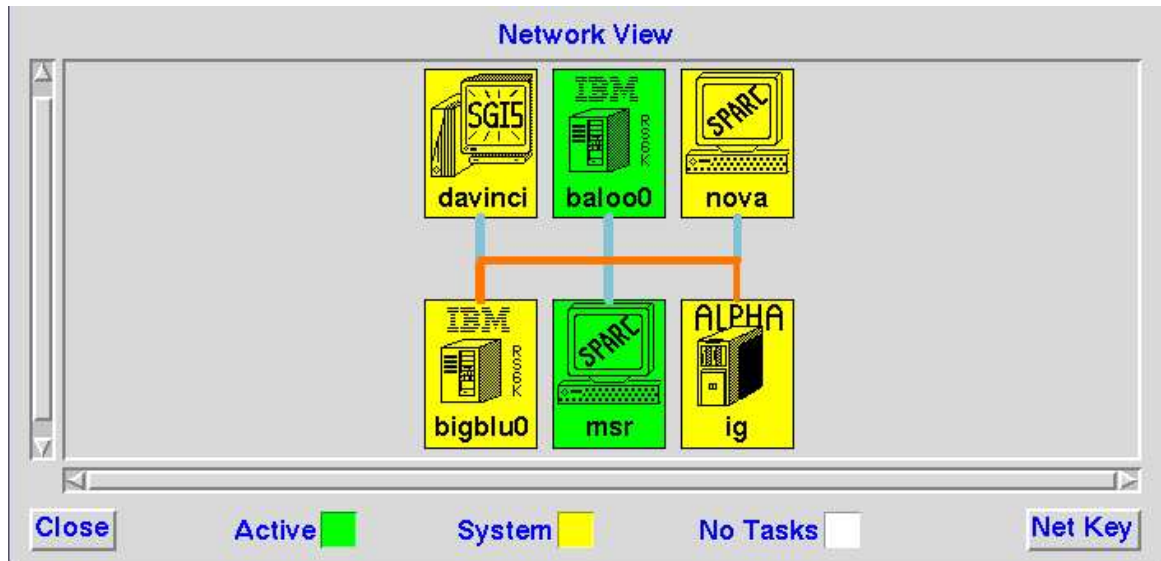 Network View
SGI5
IBM
RS6K
SPARC
davinci
baloo0
nova
IBM
RS6K
SPARC
ALPHA
bigblu0
msr
ig
Close
Active
System
No Tasks
Net Key